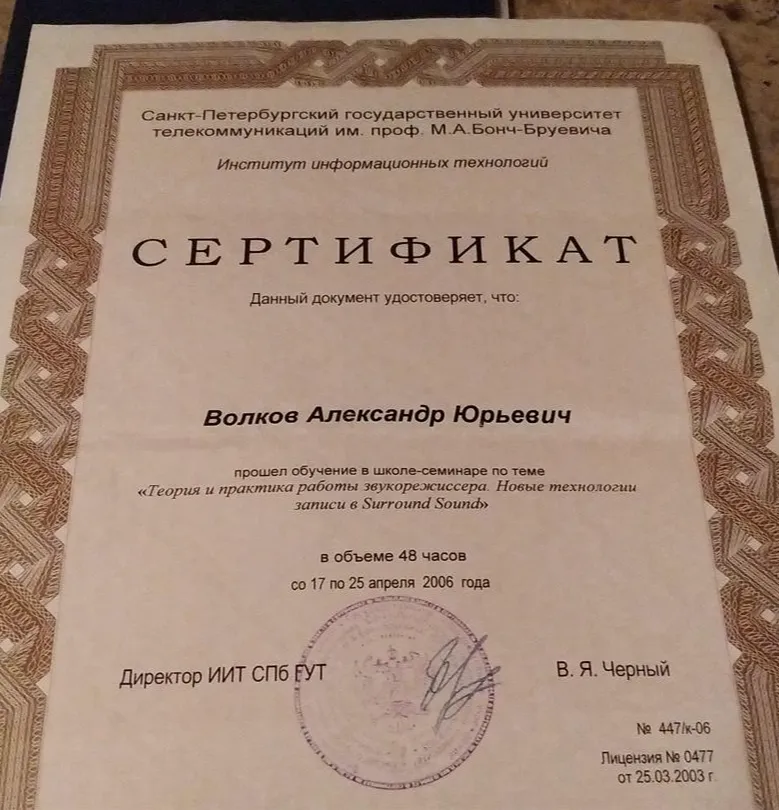 Санкт-Петербургский государственный университет
телекоммуникаций им. проф. М.А.Бонч-Бруевича
Институт информационных технологий
СЕРТИФИКАТ
Данный документ удостоверяет, что:
Волков Александр Юрьевич
прошел обучение в школе-семинаре по теме
«Теория и практика работы звукорежиссера. Новые технологии
записи в Surround Sound»
в объеме 48 часов
со 17 по 25 апреля 2006 года
Директор ИИТ СПб ГУТ
В. Я. Черный
№ 447/к-06
Лицензия № 0477
от 25.03.2003 г